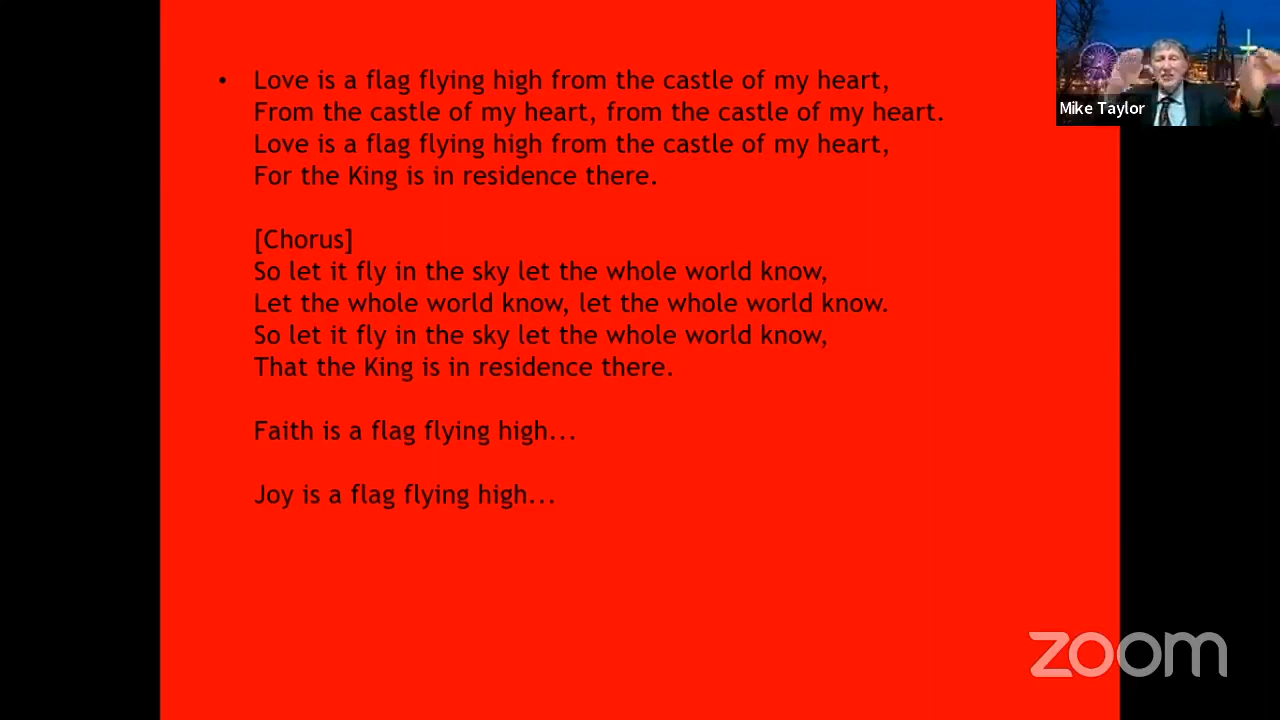 • Love is a flag flying high from the castle of my heart,
From the castle of my heart, from the castle of my heart.
Love is a flag flying high from the castle of my heart,
For the King is in residence there.
[Chorus]
So let it fly in the sky let the whole world know,
Let the whole world know, let the whole world know.
So let it fly in the sky let the whole world know,
That the King is in residence there.
Faith is a flag flying high...
Joy is a flag flying high...
Mike Taylor
zoom